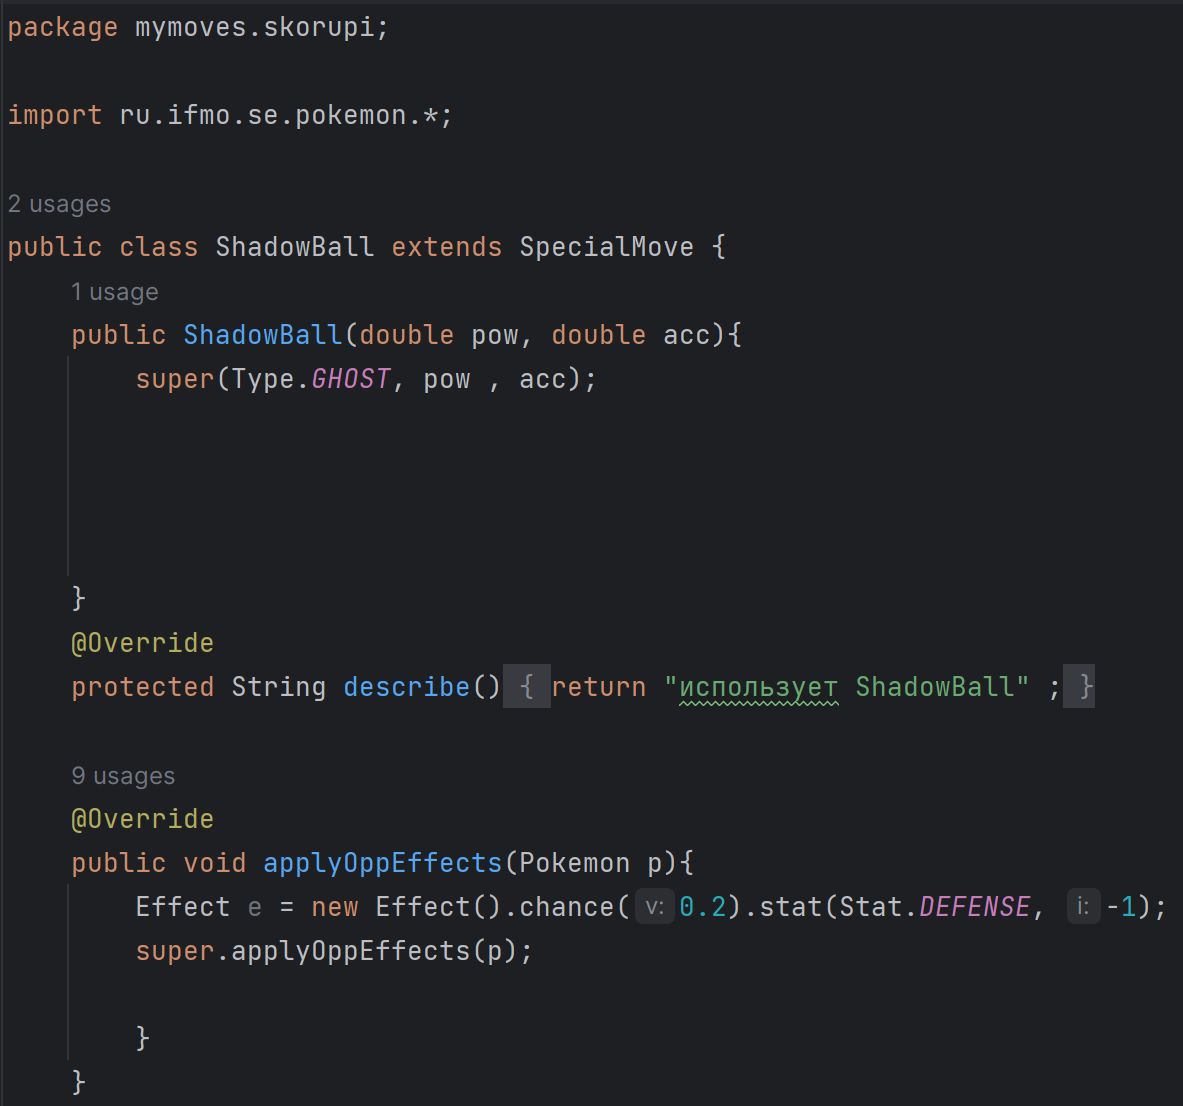 package mymoves.skorupi;
import ru.ifmo.se.pokemon.*;
2 usages
public class ShadowBall extends SpecialMove {
1 usage
public ShadowBall(double pow, double acc){
super(Type.GHOST, pow , acc);
}
@Override
protected String describe() { return "использует ShadowBall" ; }
9 usages
@Override
public void applyOppEffects(Pokemon p){
Effect e = new Effect().chance( v: 0.2).stat(Stat.DEFENSE, i: -1);
super.applyOppEffects(p);
}
}